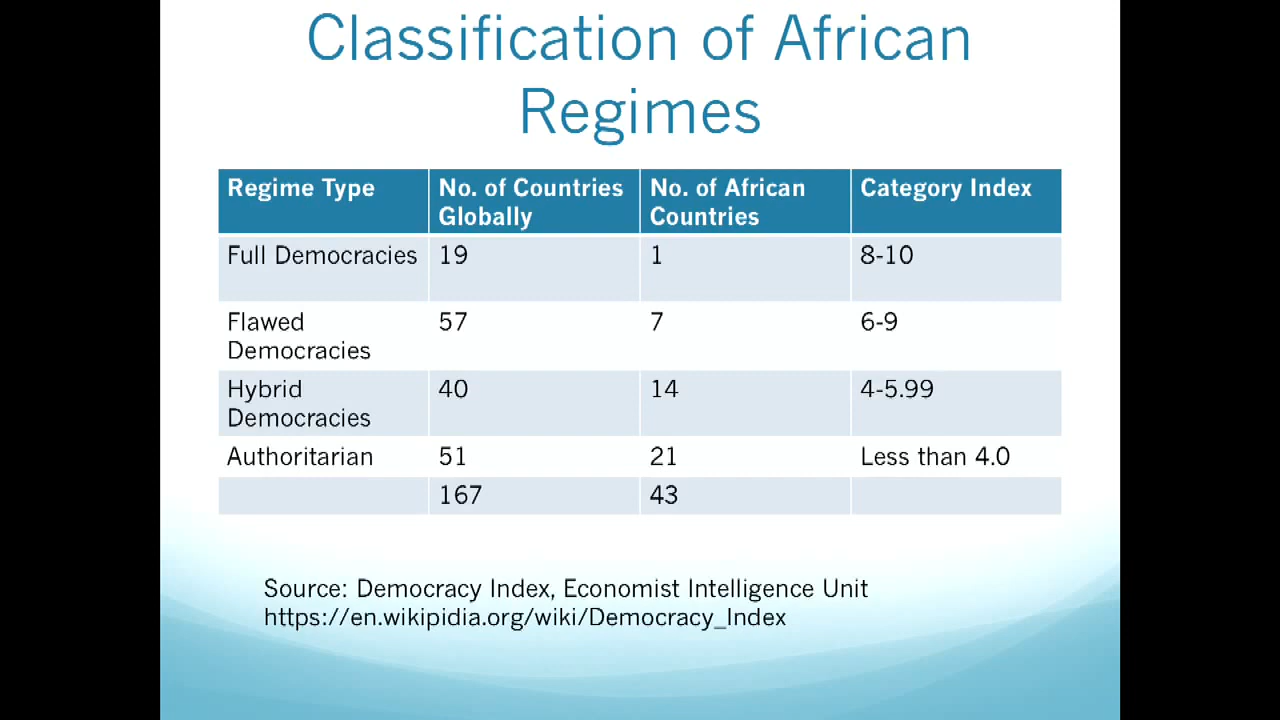 Classification of African
Regimes
Regime Type No. of Countries Globally No. of African Countries Category Index
Full Democracies 19 1 8-10
Flawed Democracies 57 7 6-9
Hybrid Democracies 40 14 4-5.99
Authoritarian 51 21 Less than 4.0
167 43
Source: Democracy Index, Economist Intelligence Unit
https://en.wikipidia.org/wiki/Democracy_Index